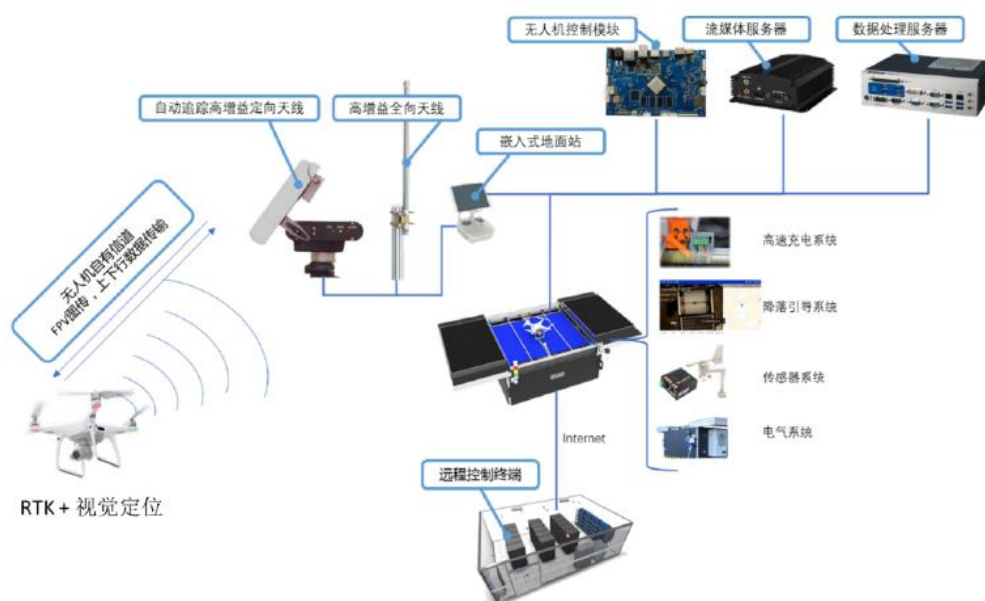 无人机控制模块
流媒体服务器
数据处理服务器
自动追踪高增益定向天线
高增益全向天线
嵌入式地面站
无人机自有信道
FPV图传，上下行数据传输
高速充电系统
降落引导系统
传感器系统
电气系统
Internet
远程控制终端
RTK + 视觉定位